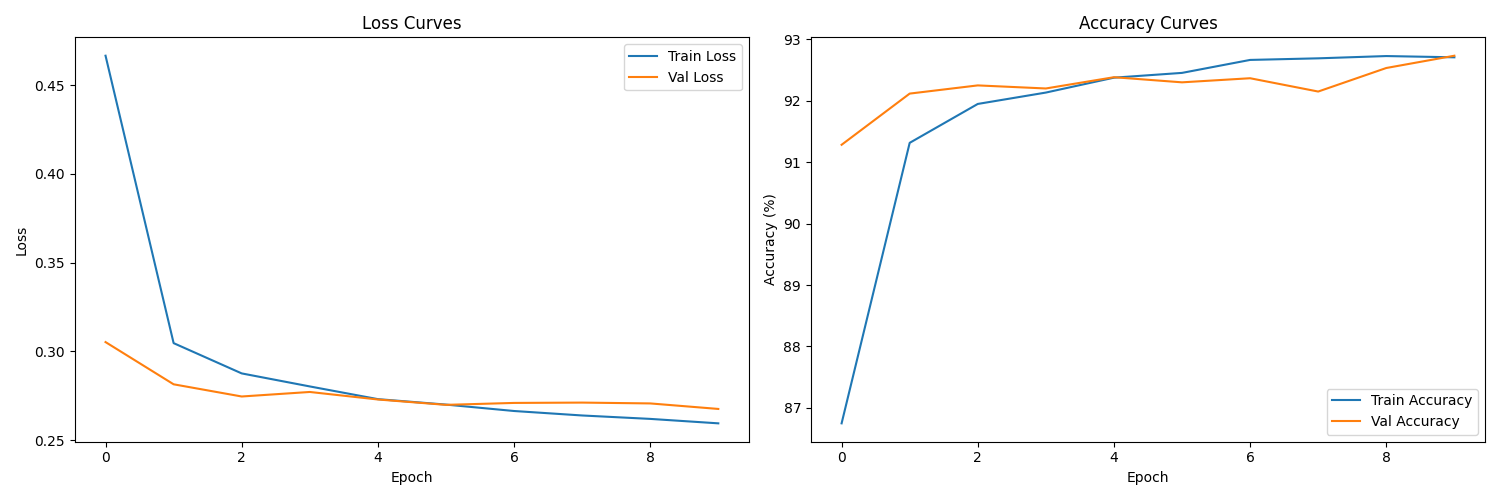 Loss Curves
Train Loss
Val Loss
0.45
0.40
0.35
0.30
0.25
Loss
0 2 4 6 8
Epoch
Accuracy Curves
93
92
91
90
89
88
87
Accuracy (%)
Train Accuracy
Val Accuracy
0 2 4 6 8
Epoch